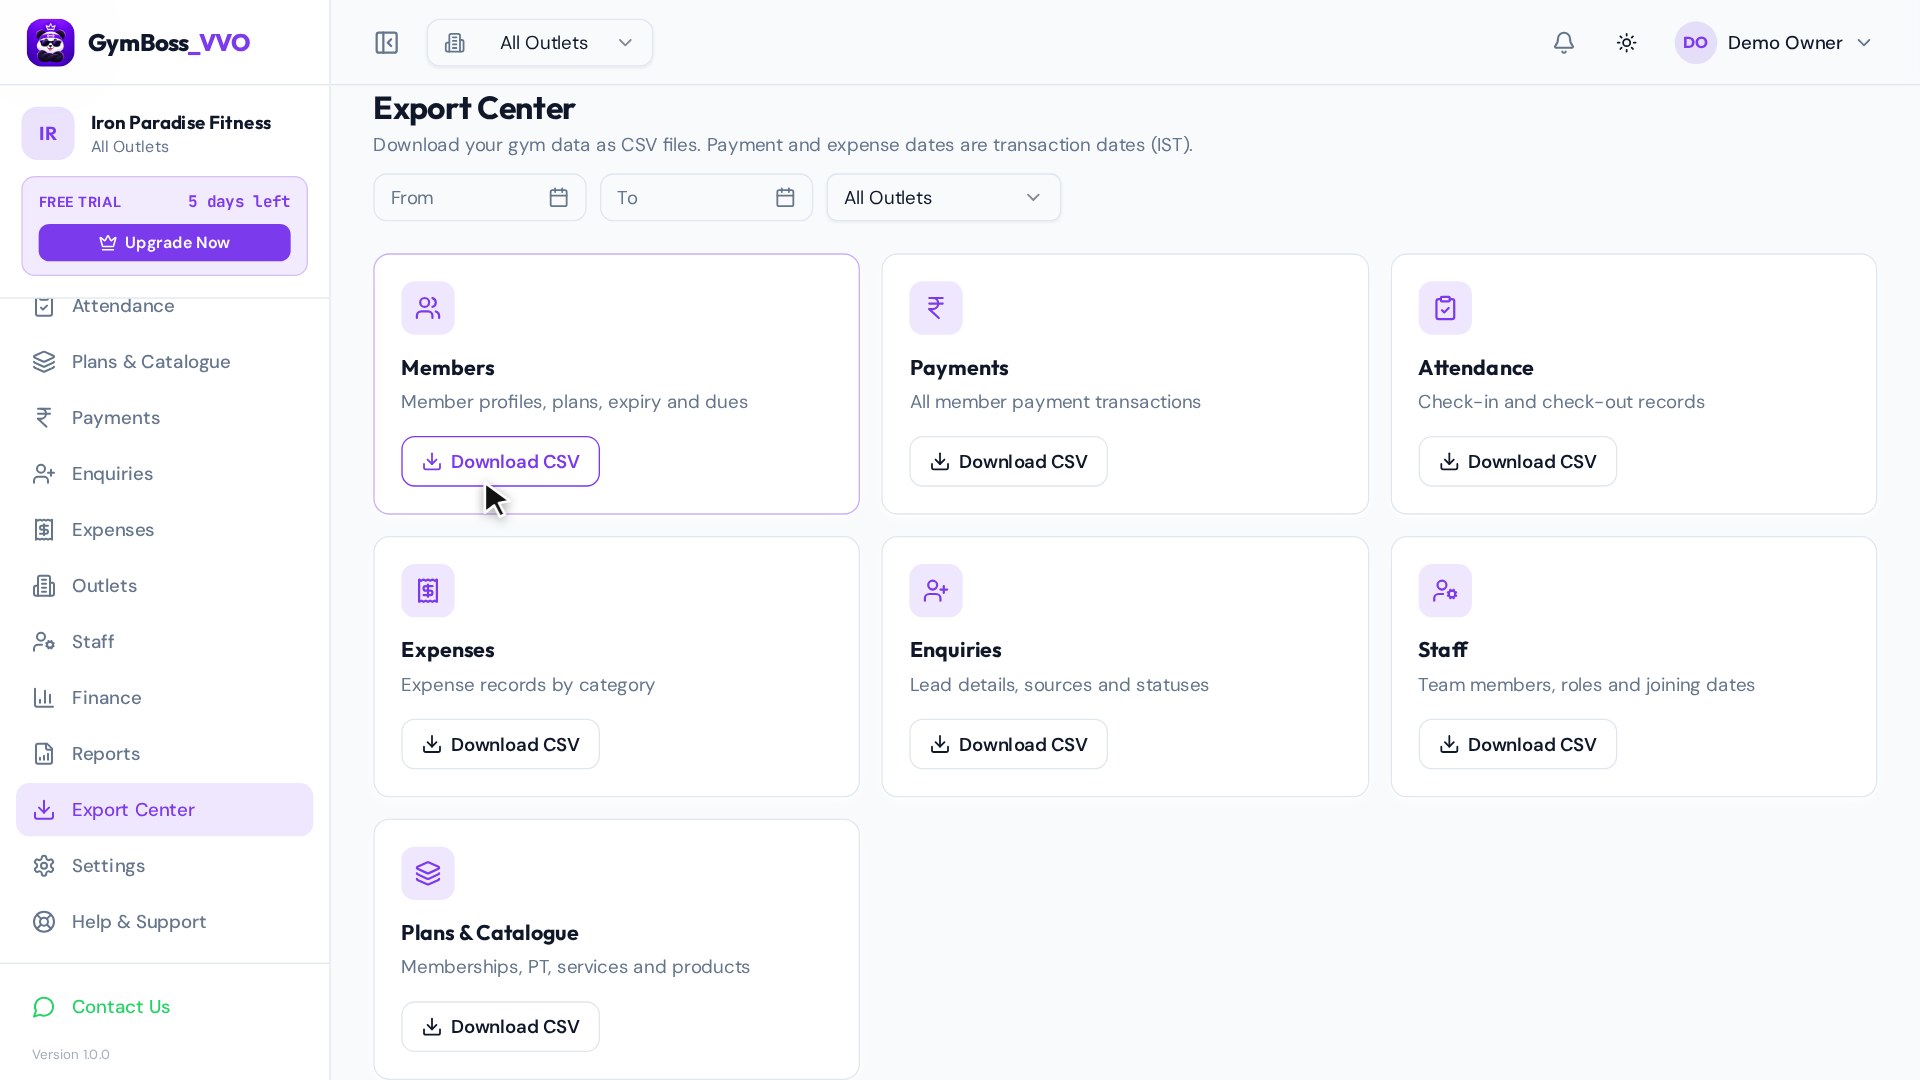 GymBoss_VVO
All Outlets
DO
Demo Owner
IR
Iron Paradise Fitness
All Outlets
FREE TRIAL
5 days left
Upgrade Now
Attendance
Plans & Catalogue
Payments
Enquiries
Expenses
Outlets
Staff
Finance
Reports
Export Center
Settings
Help & Support
Contact Us
Version 1.0.0
Export Center
Download your gym data as CSV files. Payment and expense dates are transaction dates (IST).
From
To
All Outlets
Members
Member profiles, plans, expiry and dues
Download CSV
Payments
All member payment transactions
Download CSV
Attendance
Check-in and check-out records
Download CSV
Expenses
Expense records by category
Download CSV
Enquiries
Lead details, sources and statuses
Download CSV
Staff
Team members, roles and joining dates
Download CSV
Plans & Catalogue
Memberships, PT, services and products
Download CSV